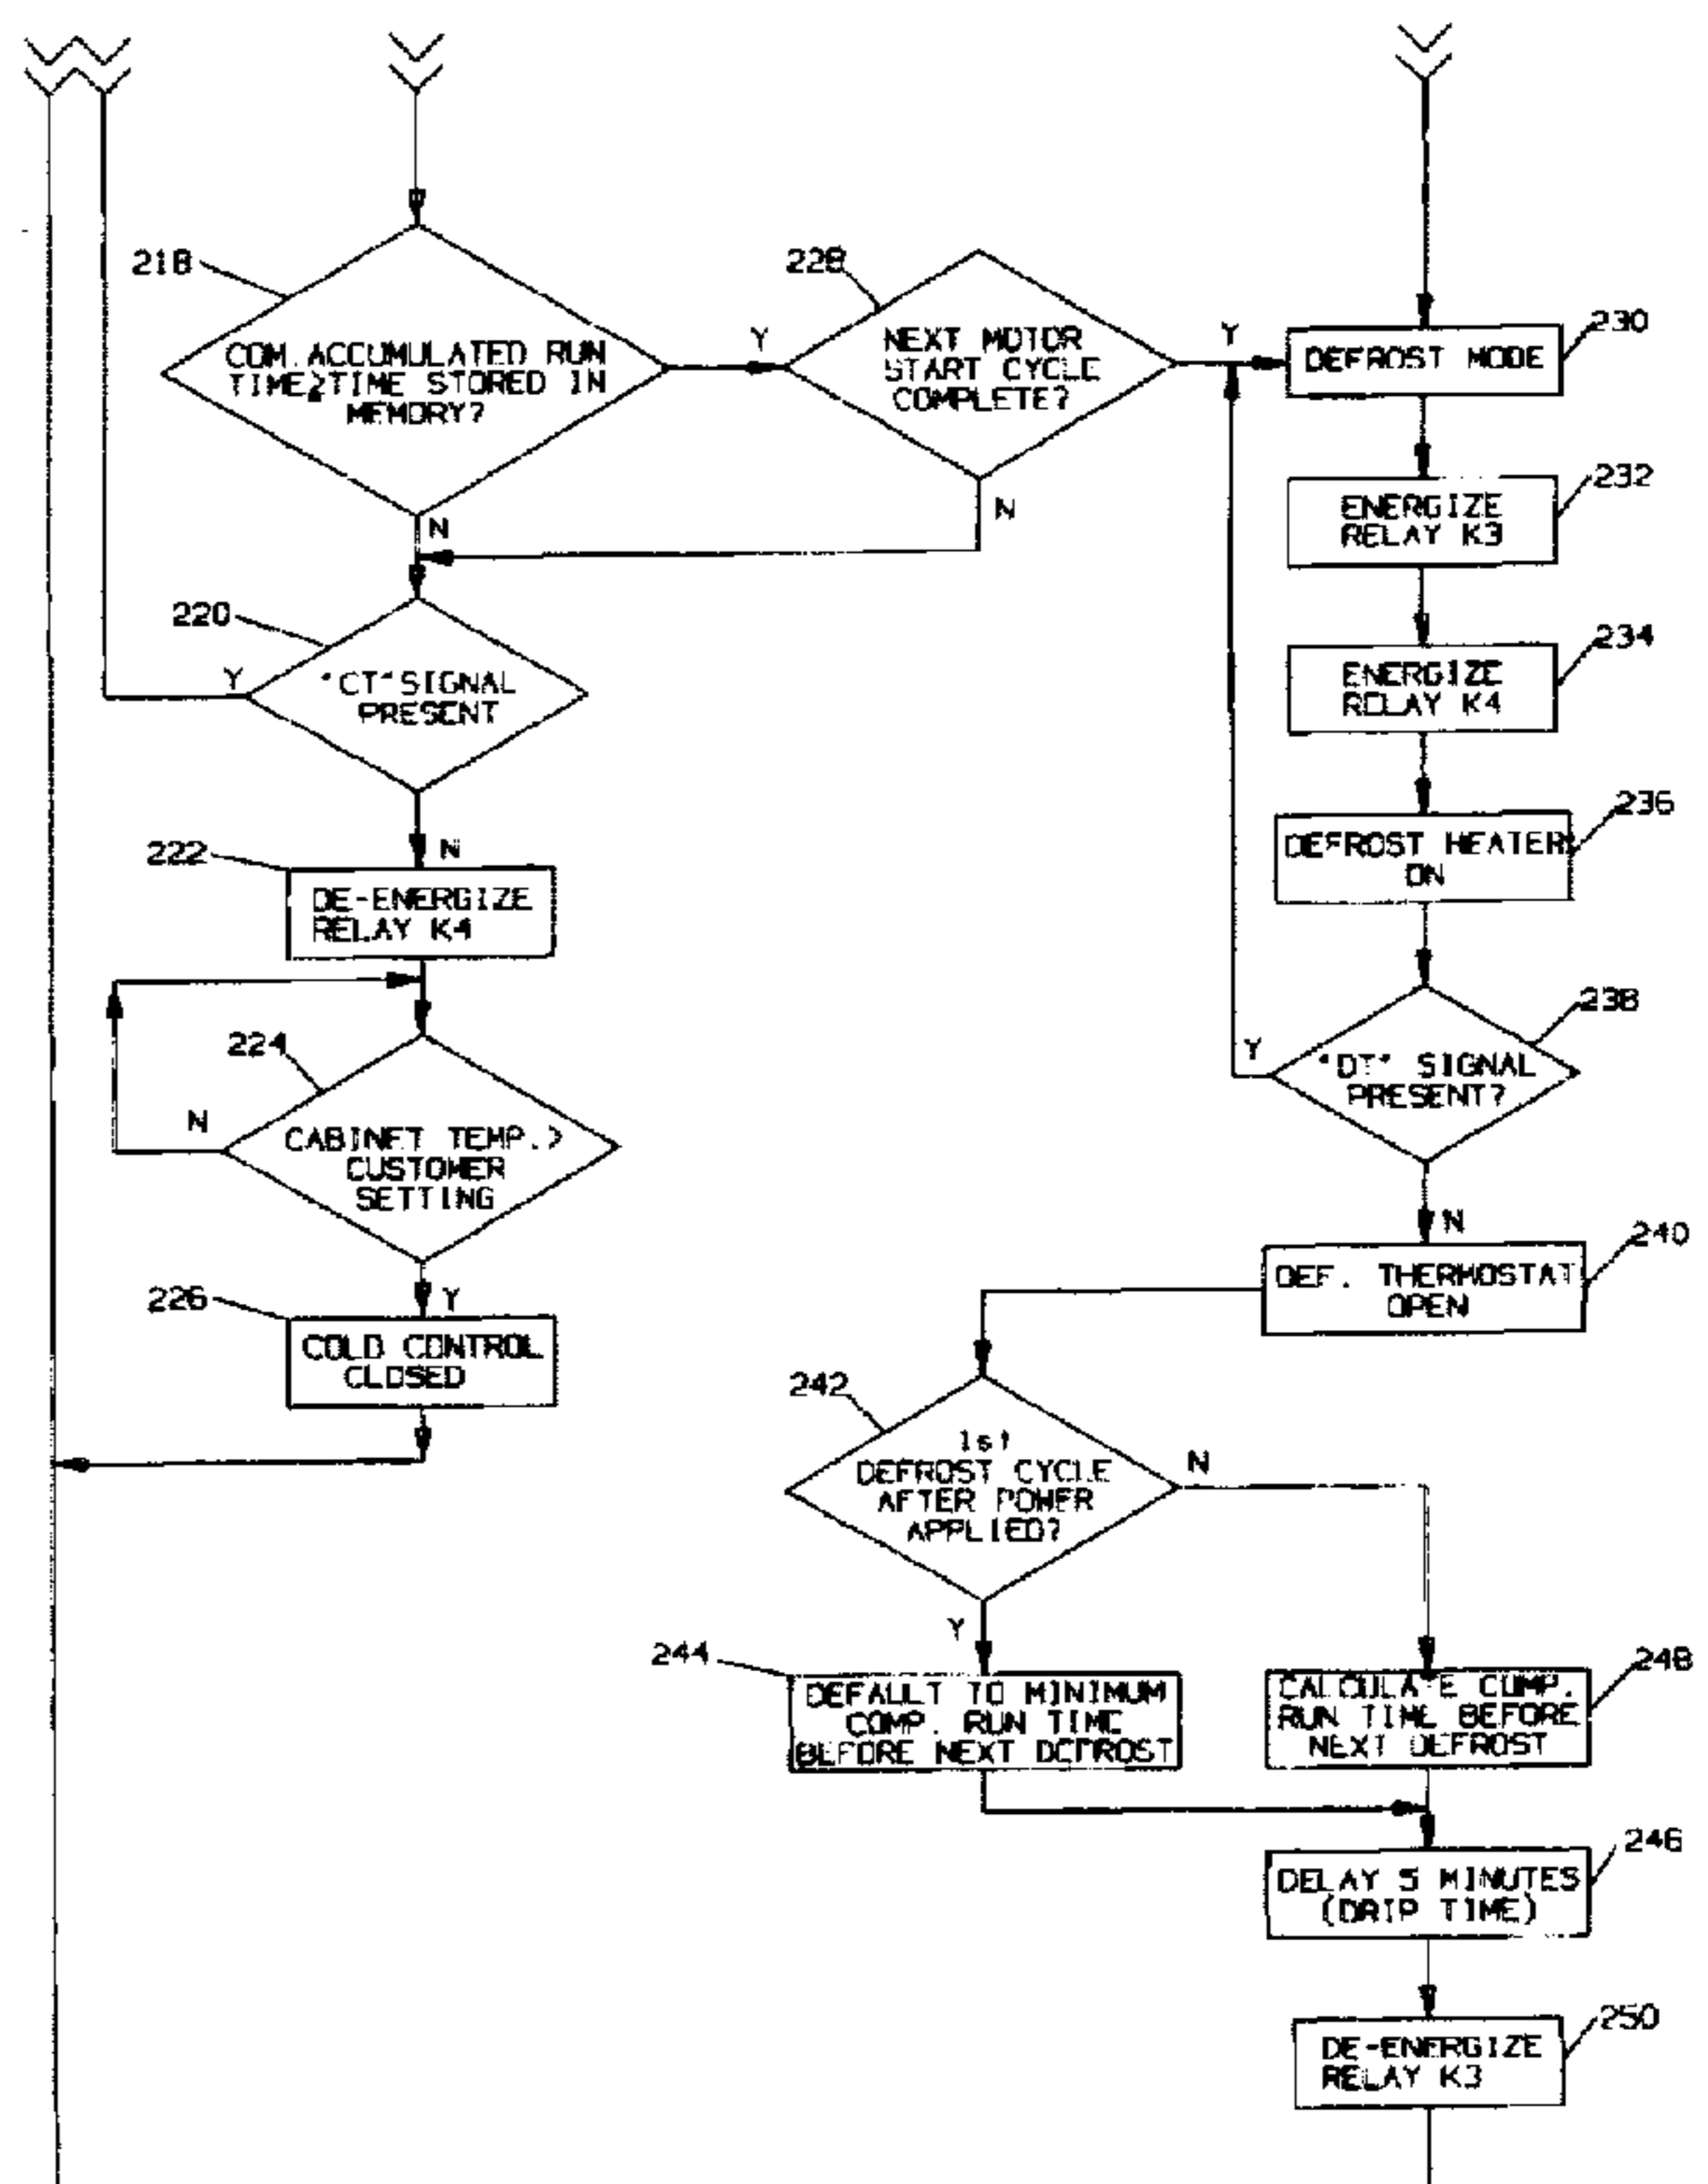 218
COM. ACCUMULATED RUN
TIME≥TIME STORED IN
MEMORY?
Y
N
228
NEXT MOTOR
START CYCLE
COMPLETE?
Y
N
230
DEFROST MODE
232
ENERGIZE
RELAY K3
234
ENERGIZE
RELAY K4
236
DEFROST HEATERS
ON
238
"DT" SIGNAL
PRESENT?
Y
N
220
"CT" SIGNAL
PRESENT
Y
N
222
DE-ENERGIZE
RELAY K4
224
CABINET TEMP.>
CUSTOMER
SETTING
N
Y
226
COLD CONTROL
CLOSED
240
DEF. THERMOSTAT
OPEN
242
1st
DEFROST CYCLE
AFTER POWER
APPLIED?
N
Y
244
DEFAULT TO MINIMUM
COMP. RUN TIME
BEFORE NEXT DEFROST
248
CALCULATE COMP.
RUN TIME BEFORE
NEXT DEFROST
246
DELAY 5 MINUTES
(DRIP TIME)
250
DE-ENERGIZE
RELAY K3